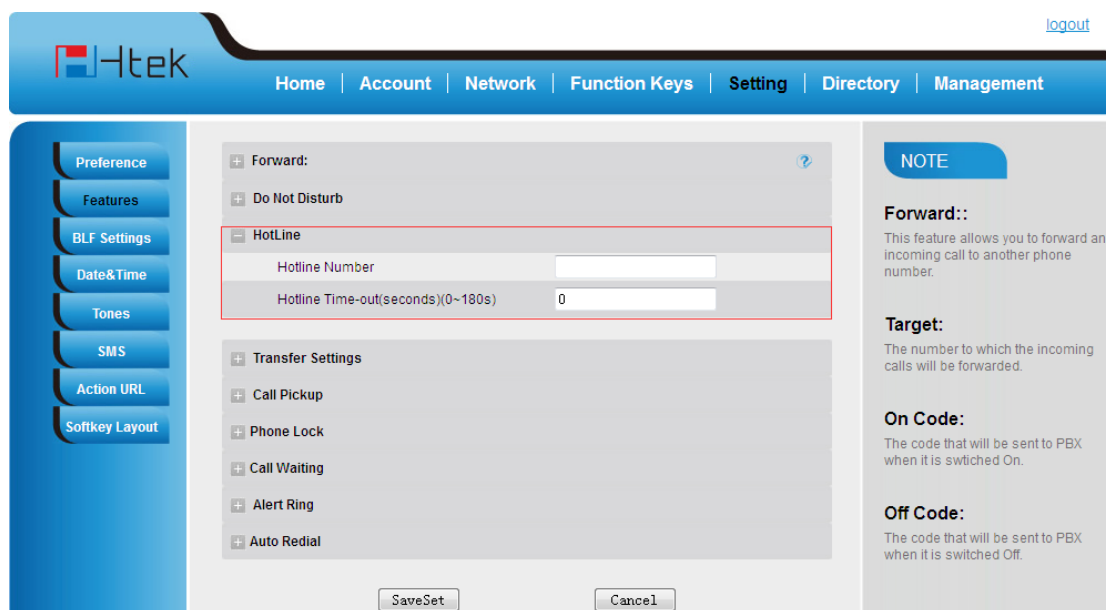 logout
Htek
Home | Account | Network | Function Keys | Setting | Directory | Management
Preference
Features
BLF Settings
Date&Time
Tones
SMS
Action URL
Softkey Layout
Forward:
Do Not Disturb
HotLine
Hotline Number
Hotline Time-out(seconds)(0~180s) 0
Transfer Settings
Call Pickup
Phone Lock
Call Waiting
Alert Ring
Auto Redial
SaveSet Cancel
NOTE
Forward::
This feature allows you to forward an
incoming call to another phone
number.
Target:
The number to which the incoming
calls will be forwarded.
On Code:
The code that will be sent to PBX
when it is swtiched On.
Off Code:
The code that will be sent to PBX
when it is switched Off.